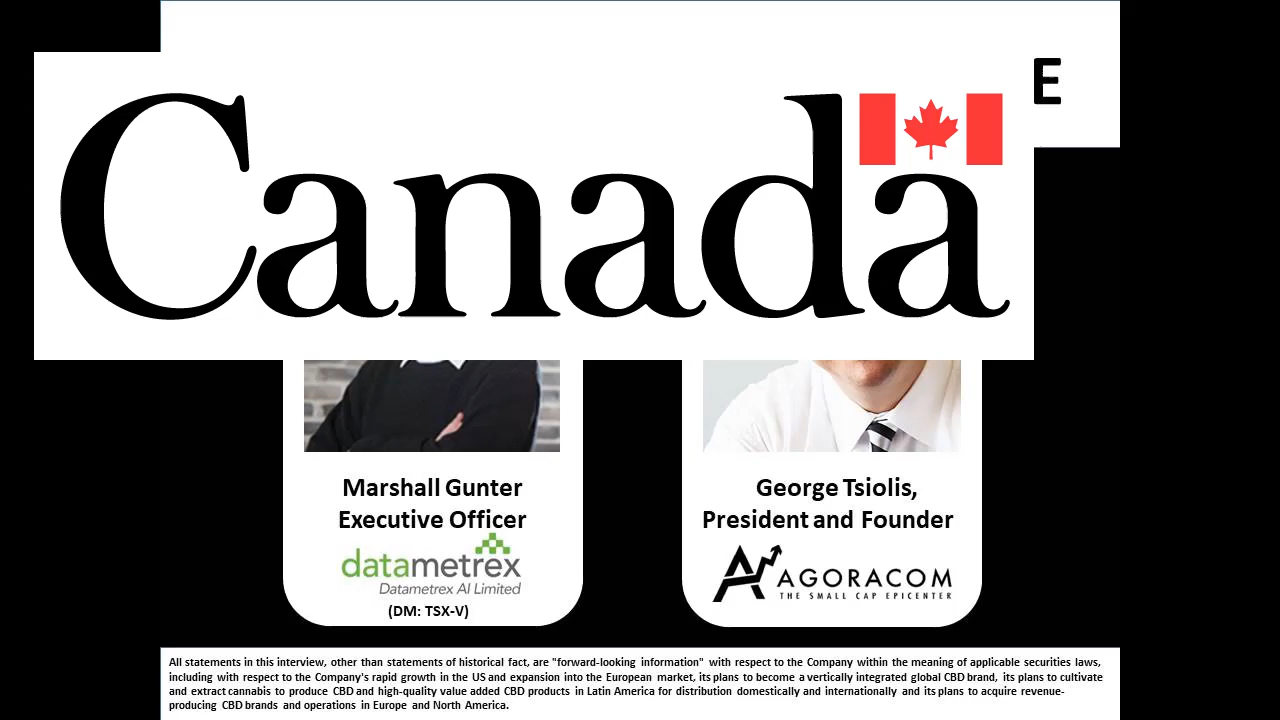 E
Canada
Marshall Gunter
Executive Officer
datametrex
Datametrex AI Limited
(DM: TSX-V)
George Tsiolis,
President and Founder
AGORACOM
THE SMALL CAP EPICENTER
All statements in this interview, other than statements of historical fact, are "forward-looking information" with respect to the Company within the meaning of applicable securities laws,
including with respect to the Company's rapid growth in the US and expansion into the European market, its plans to become a vertically integrated global CBD brand, its plans to cultivate
and extract cannabis to produce CBD and high-quality value added CBD products in Latin America for distribution domestically and internationally and its plans to acquire revenue-
producing CBD brands and operations in Europe and North America.